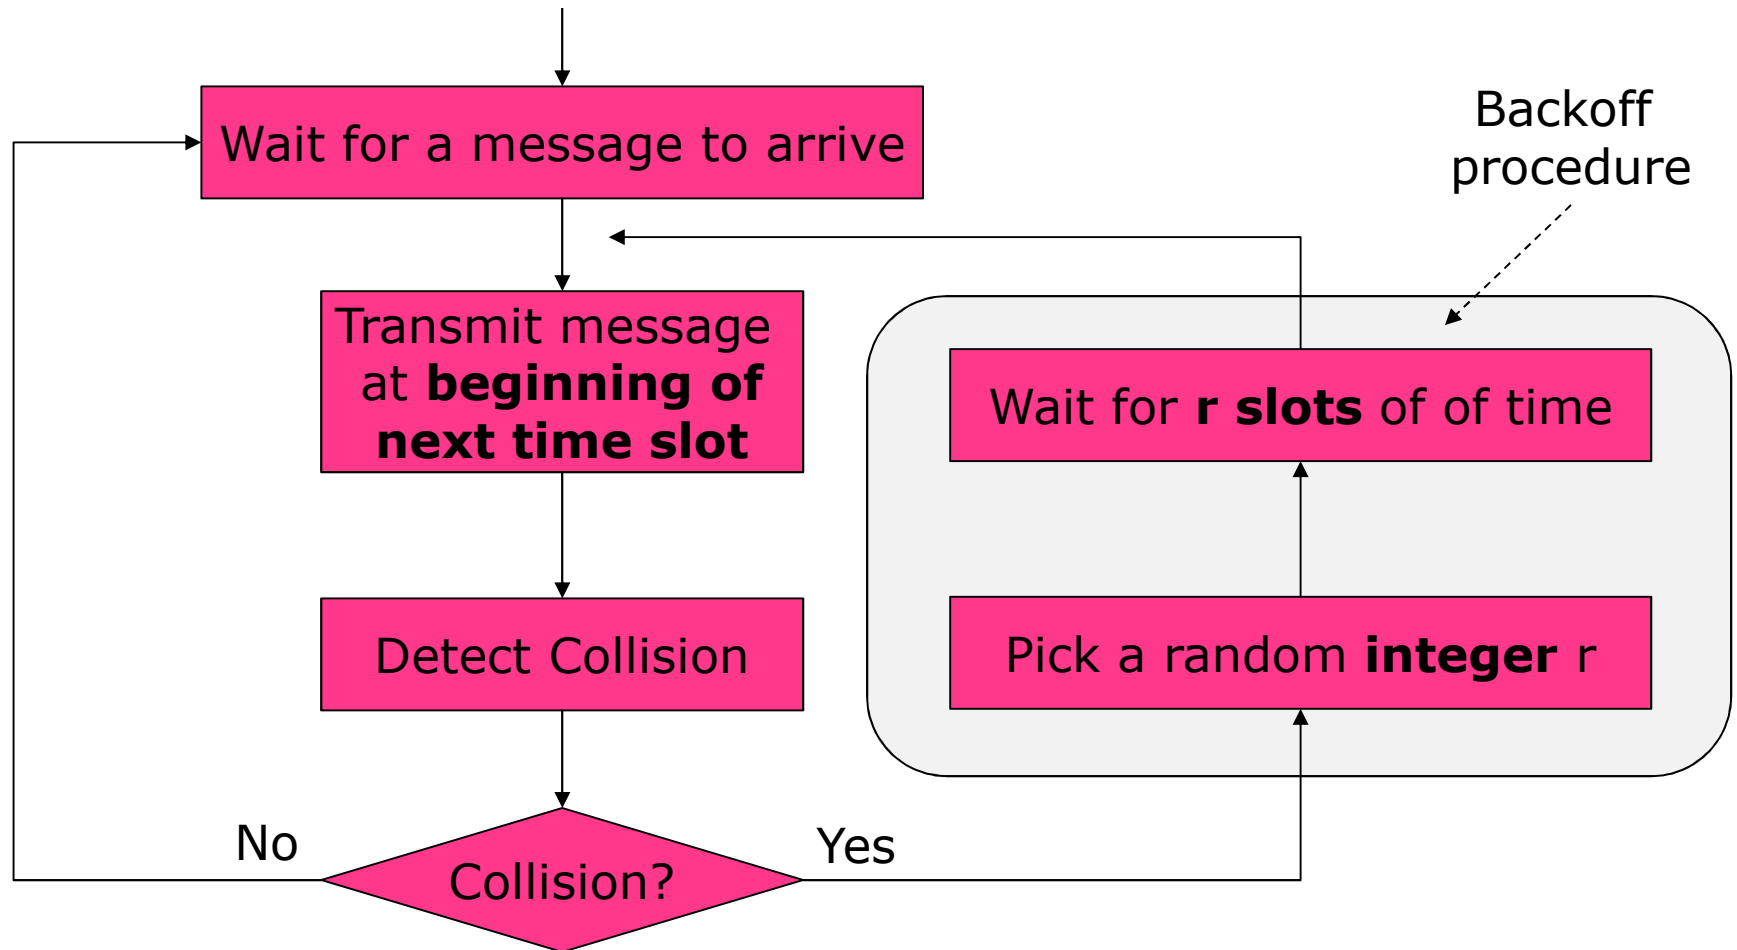 Wait for a message to arrive
Backoff
procedure
Transmit message
at beginning of
next time slot
Wait for r slots of of time
Detect Collision
Pick a random integer r
No
Yes
Collision?